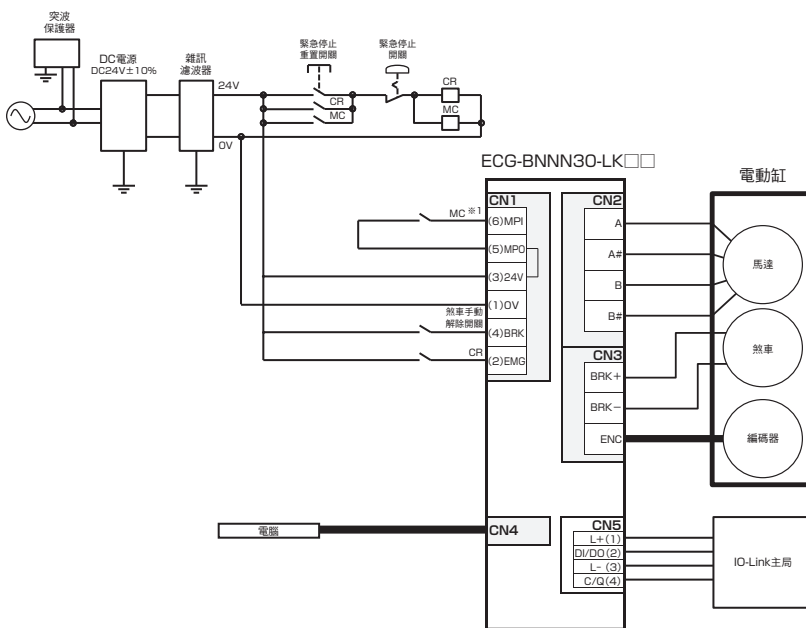 突波
保護器
DC電源
DC24V±10%
雜訊
濾波器
24V
0V
緊急停止
重置開關
緊急停止
開關
CR
MC
CR
MC
ECG-BNNN30-LK□□
電動缸
CN1
MC ※1
(6)MPI
(5)MPO
(3)24V
(1)0V
煞車手動
解除開關
(4)BRK
CR
(2)EMG
CN2
A
A#
B
B#
馬達
CN3
BRK+
BRK−
ENC
煞車
編碼器
電腦
CN4
CN5
L+(1)
DI/DO(2)
L- (3)
C/Q(4)
IO-Link主局